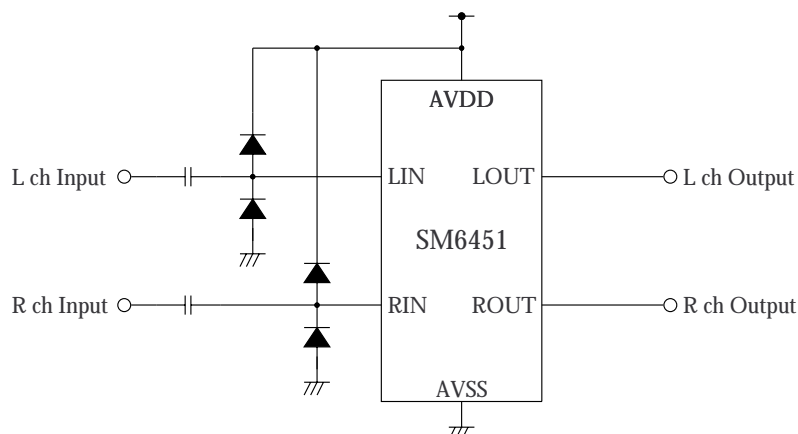 AVDD
L ch Input
LIN
LOUT
L ch Output
SM6451
R ch Input
RIN
ROUT
R ch Output
AVSS